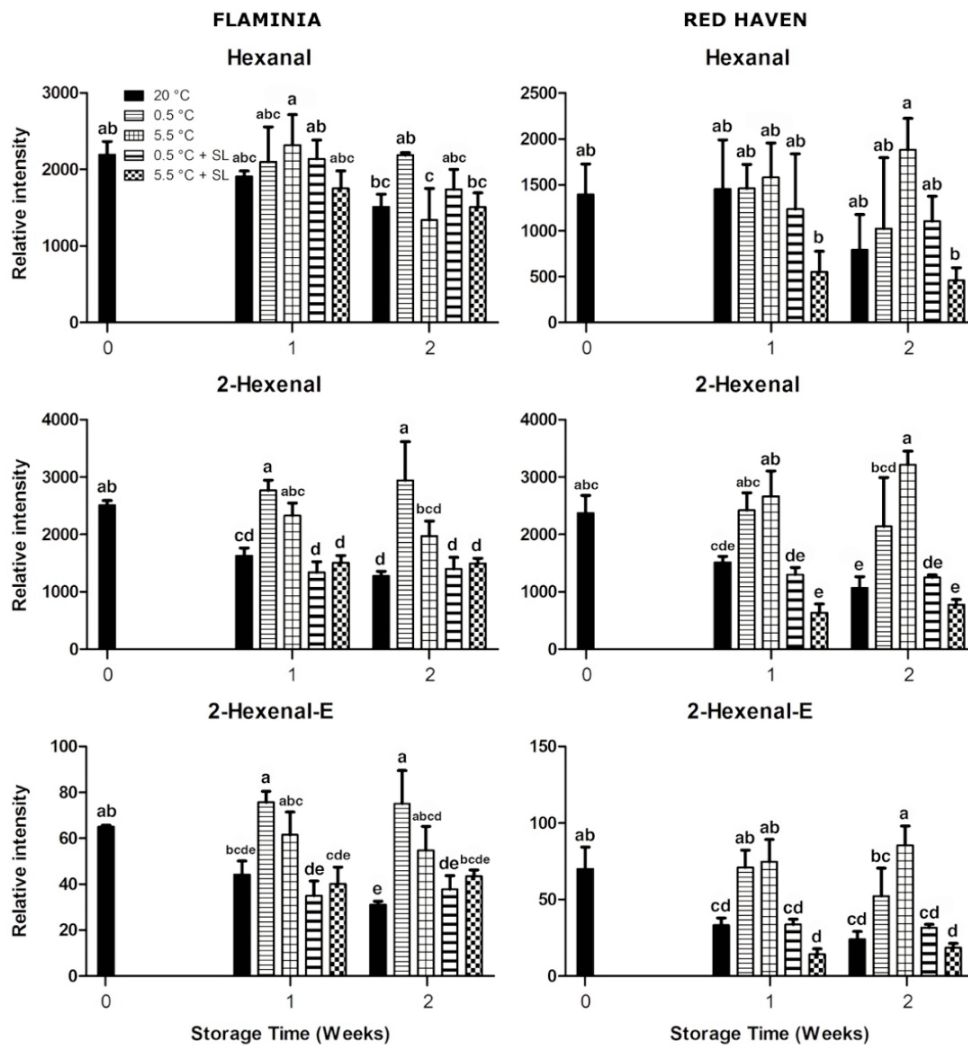 FLAMINIA
Hexanal
Relative intensity
3000
2000
1000
0
20 °C
0.5 °C
5.5 °C
0.5 °C + SL
5.5 °C + SL
ab
abc
abc
a
ab
abc
bc
ab
c
abc
bc
0
1
2
RED HAVEN
Hexanal
2500
2000
1500
1000
500
0
ab
ab
ab
ab
ab
b
ab
ab
a
ab
b
0
1
2
2-Hexenal
Relative intensity
4000
3000
2000
1000
0
ab
cd
a
abc
d
d
d
a
bcd
d
d
0
1
2
2-Hexenal
4000
3000
2000
1000
0
abc
cde
abc
ab
de
e
e
bcd
a
de
e
0
1
2
2-Hexenal-E
Relative intensity
100
80
60
40
20
0
ab
bcde
a
abc
de
cde
e
a
abcd
de
bcde
0
1
2
Storage Time (Weeks)
2-Hexenal-E
150
100
50
0
ab
cd
ab
ab
cd
d
cd
bc
a
cd
d
0
1
2
Storage Time (Weeks)